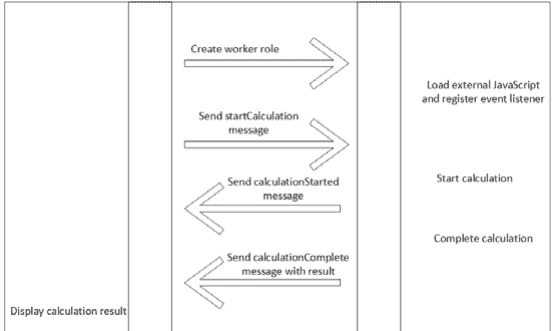 Create worker role
Load external JavaScript
and register event listener
Send startCalculation
message
Send calculationStarted
message
Start calculation
Complete calculation
Send calculationComplete
message with result
Display calculation result